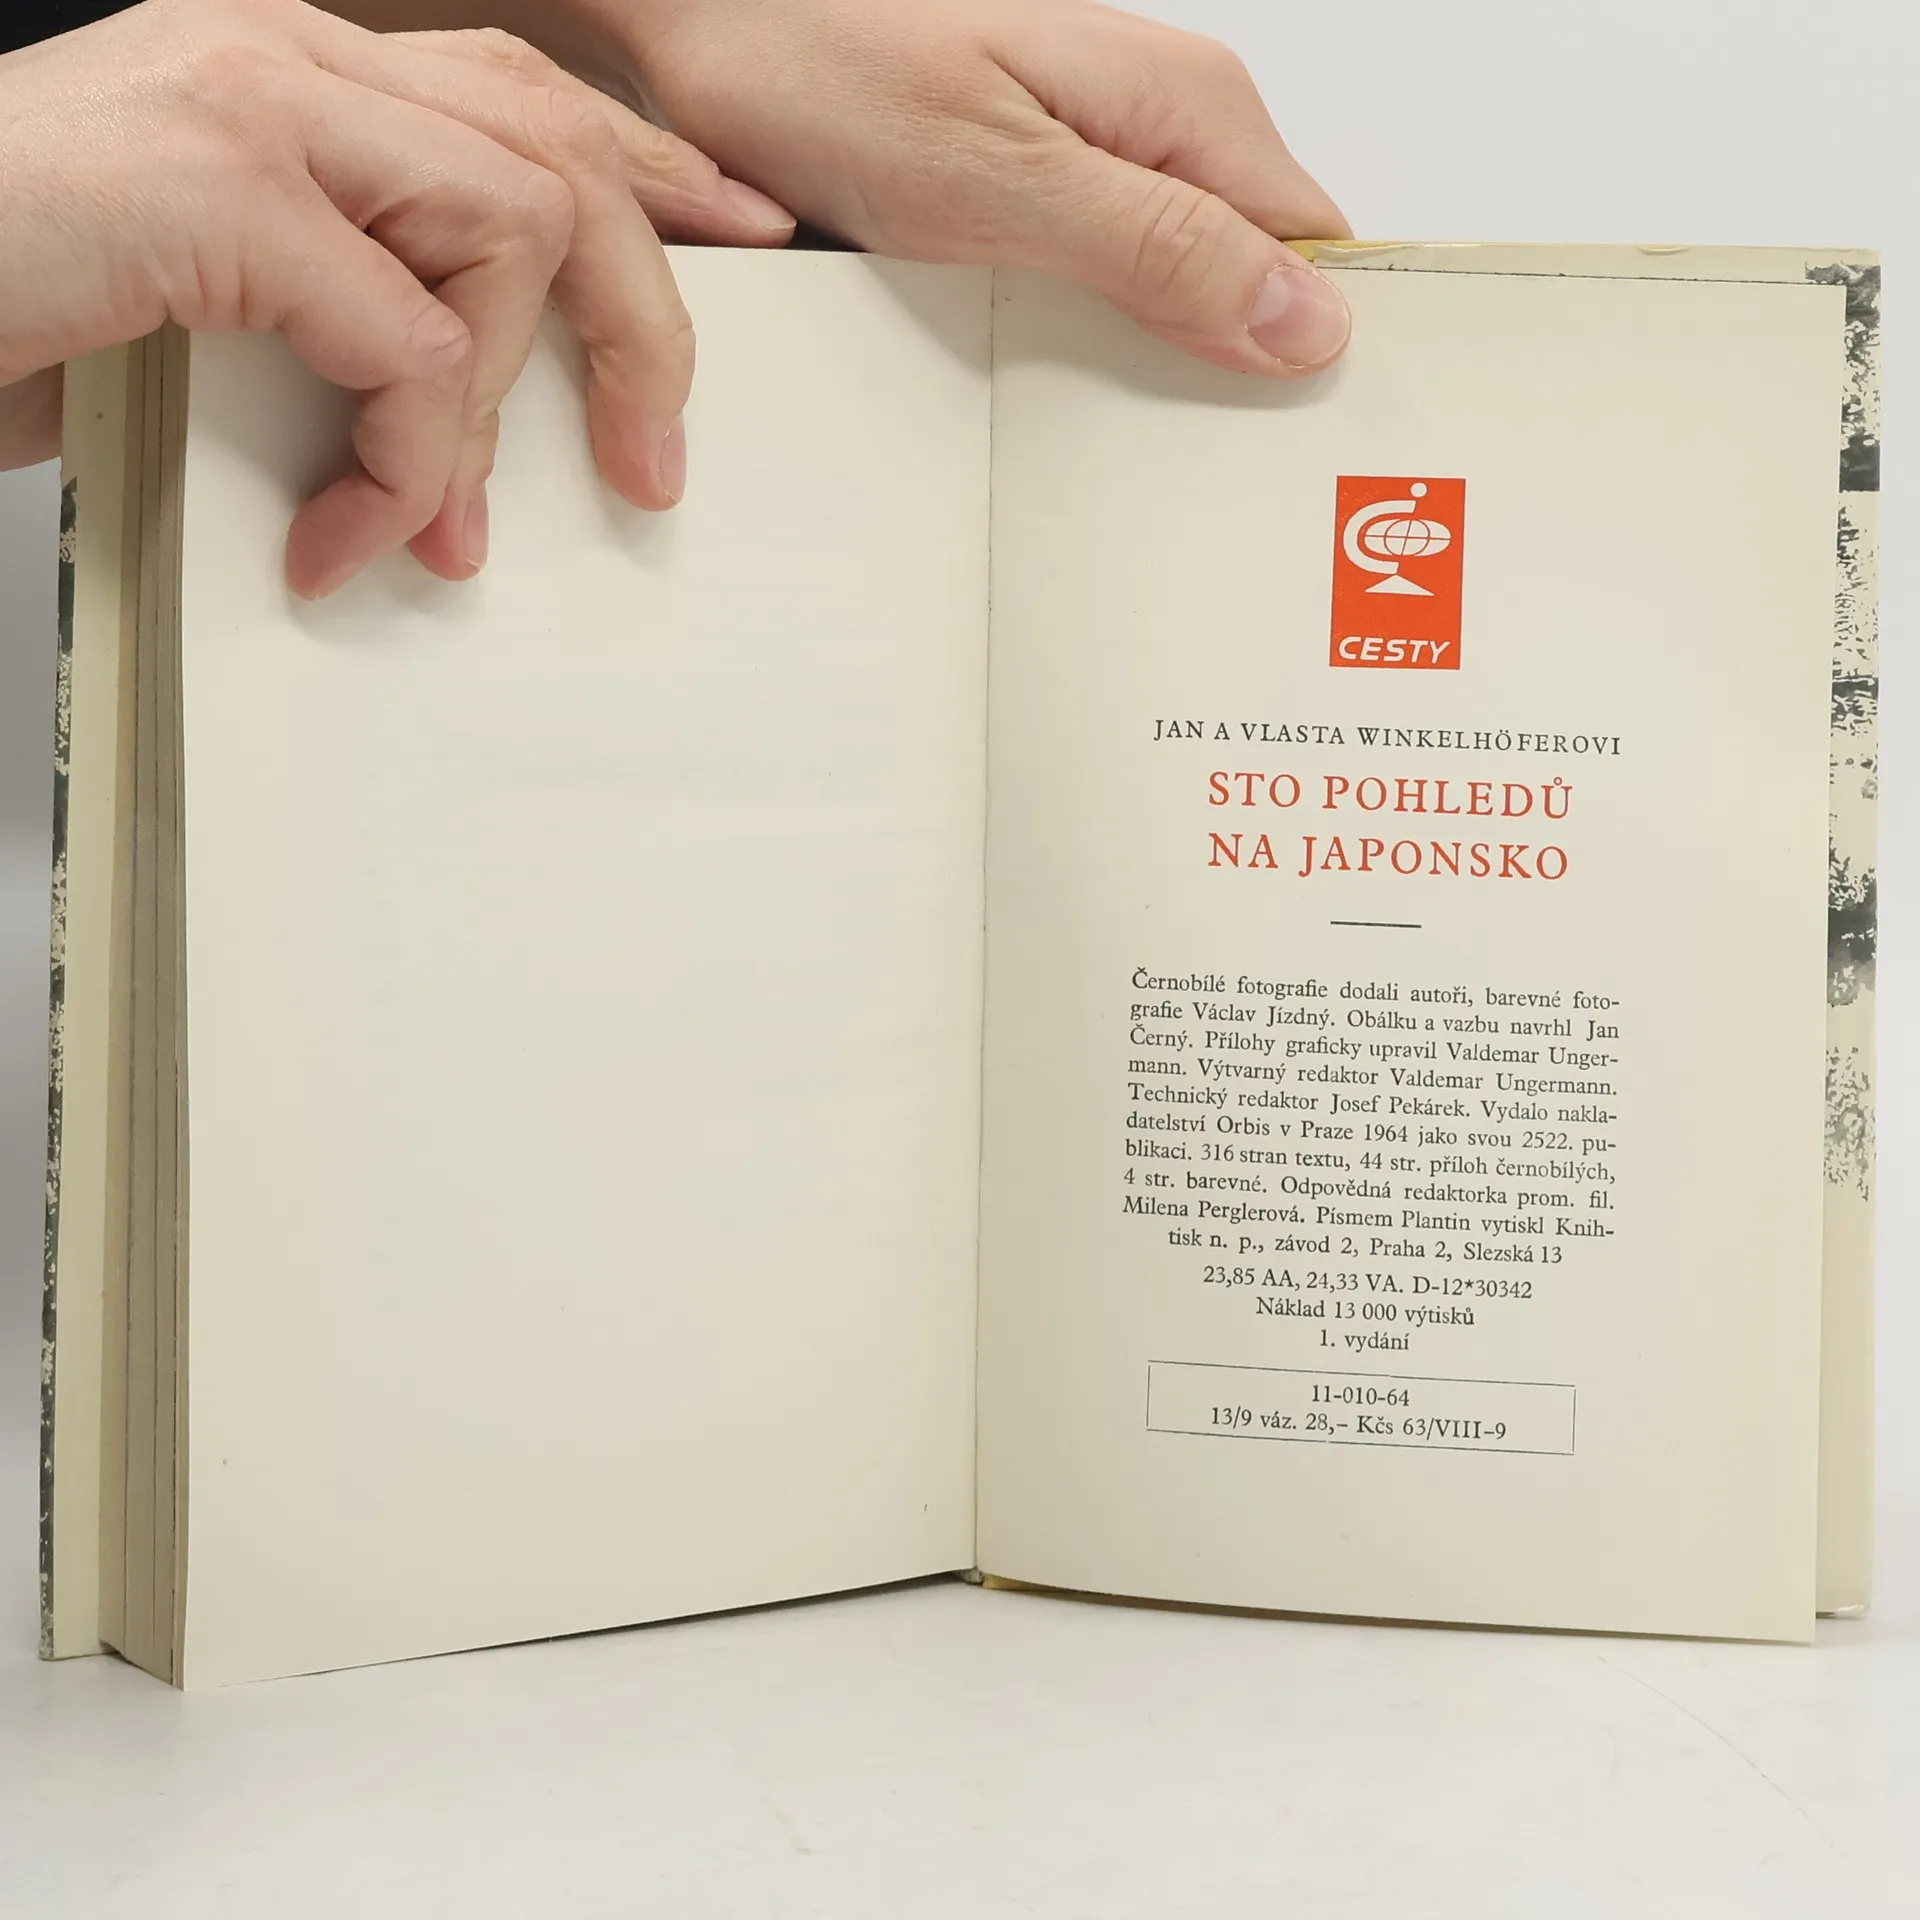 CESTY
JAN A VLASTA WINKELHÖFEROVI
STO POHLEDŮ
NA JAPONSKO
Černobílé fotografie dodali autoři, barevné foto-
grafie Václav Jízdný. Obálku a vazbu navrhl Jan
Černý. Přílohy graficky upravil Valdemar Unger-
mann. Výtvarný redaktor Valdemar Ungermann.
Technický redaktor Josef Pekárek. Vydalo nakla-
datelství Orbis v Praze 1964 jako svou 2522. pu-
blikaci. 316 stran textu, 44 str. příloh černobílých,
4 str. barevné. Odpovědná redaktorka prom. fil.
Milena Perglerová. Písmem Plantin vytiskl Knih-
tisk n. p., závod 2, Praha 2, Slezská 13
23,85 AA, 24,33 VA. D-12*30342
Náklad 13 000 výtisků
1. vydání
11-010-64
13/9 váz. 28,– Kčs 63/VIII–9